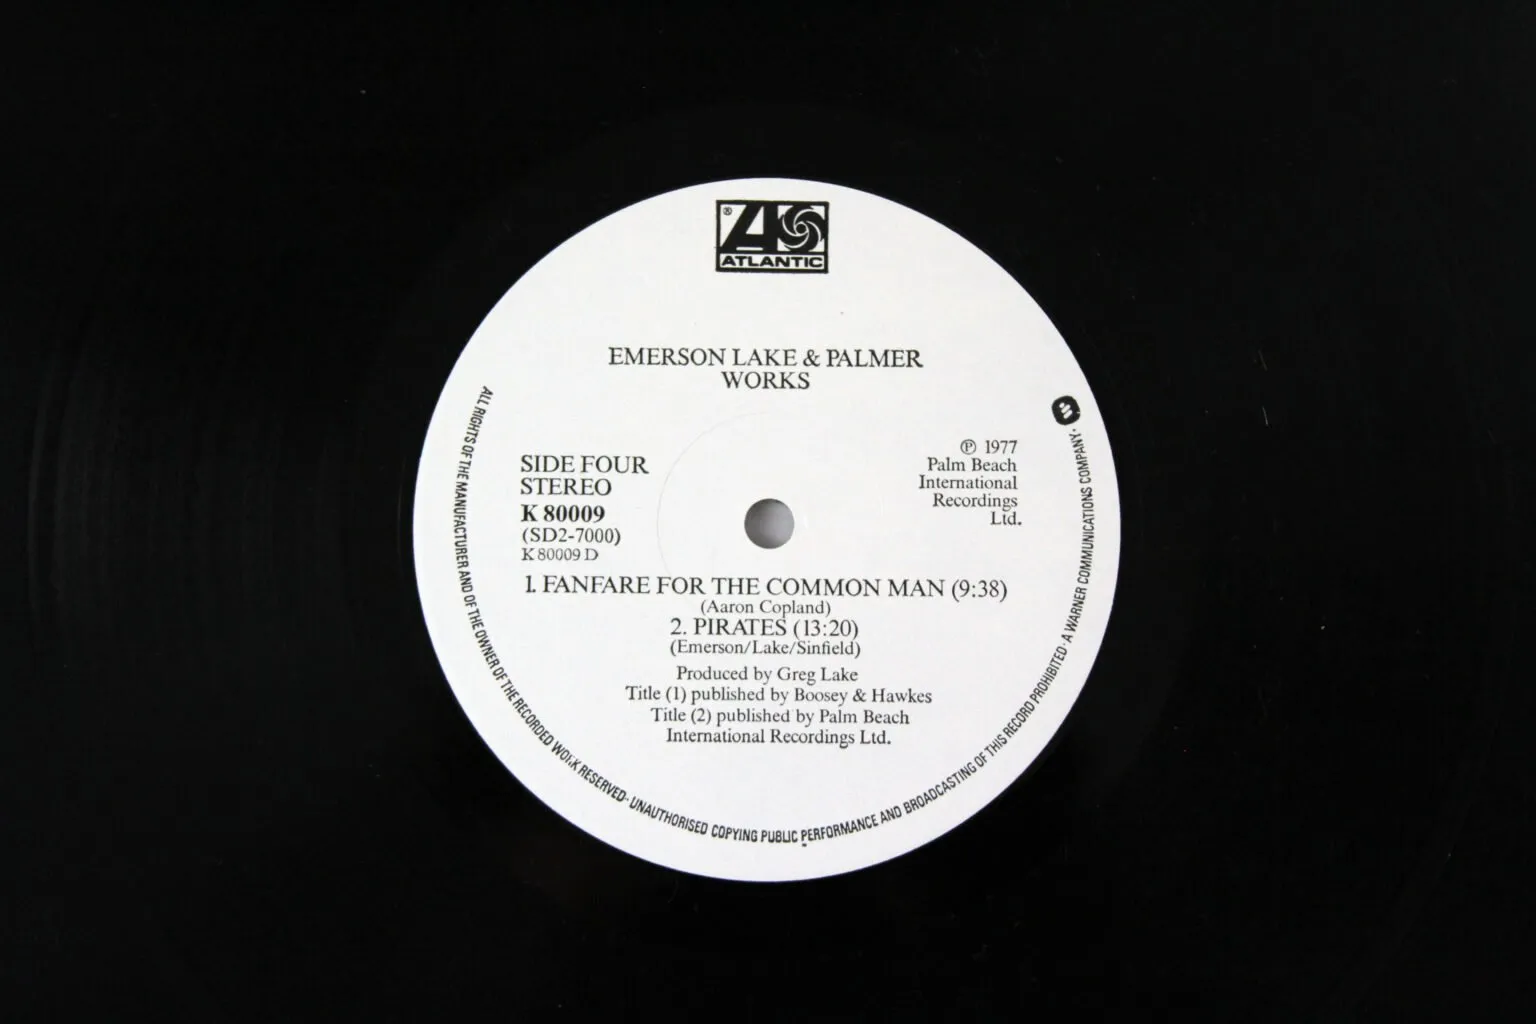 ®
ATLANTIC
EMERSON LAKE & PALMER
WORKS
SIDE FOUR
STEREO
K 80009
(SD2-7000)
K 80009 D
℗ 1977
Palm Beach
International
Recordings
Ltd.
1. FANFARE FOR THE COMMON MAN (9:38)
(Aaron Copland)
2. PIRATES (13:20)
(Emerson/Lake/Sinfield)
Produced by Greg Lake
Title (1) published by Boosey & Hawkes
Title (2) published by Palm Beach
International Recordings Ltd.
ALL RIGHTS OF THE MANUFACTURER AND OF THE OWNER OF THE RECORDED WORK RESERVED· UNAUTHORISED COPYING PUBLIC PERFORMANCE AND BROADCASTING OF THIS RECORD PROHIBITED· A WARNER COMMUNICATIONS COMPANY·